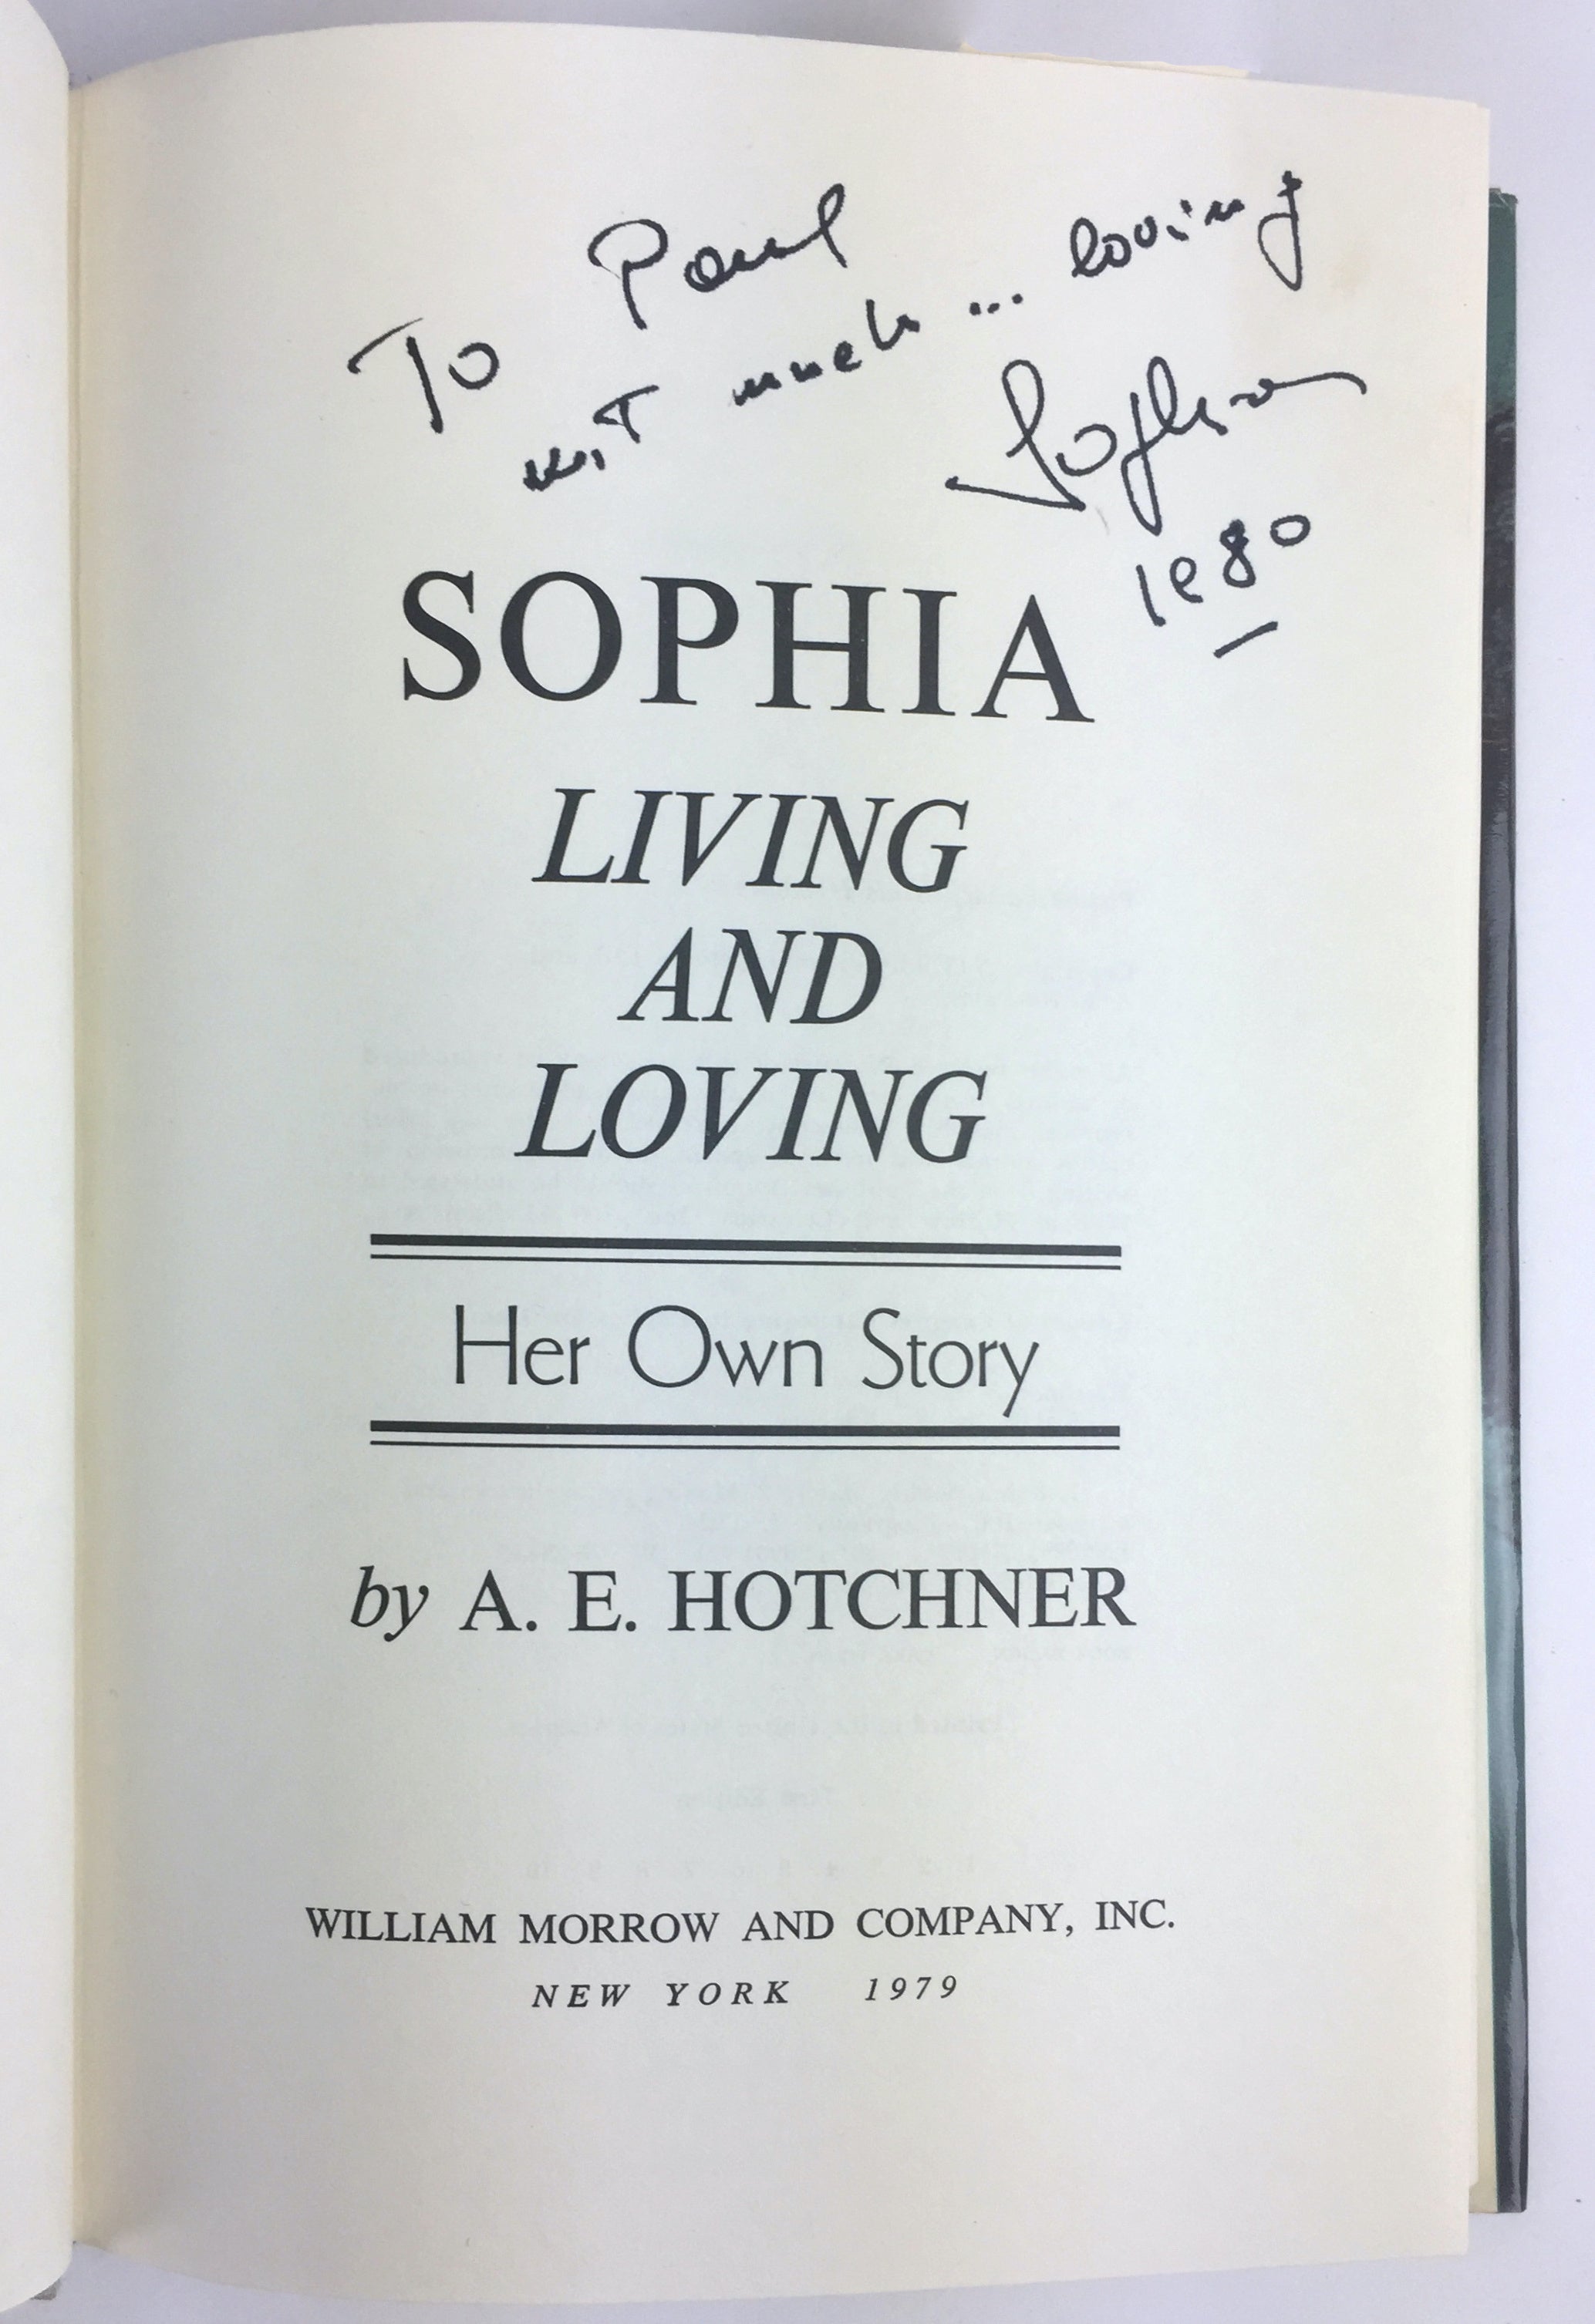 To Paul
wit much ... loving
Sophia
1980
SOPHIA
LIVING
AND
LOVING
Her Own Story
by A. E. HOTCHNER
WILLIAM MORROW AND COMPANY, INC.
NEW YORK 1979